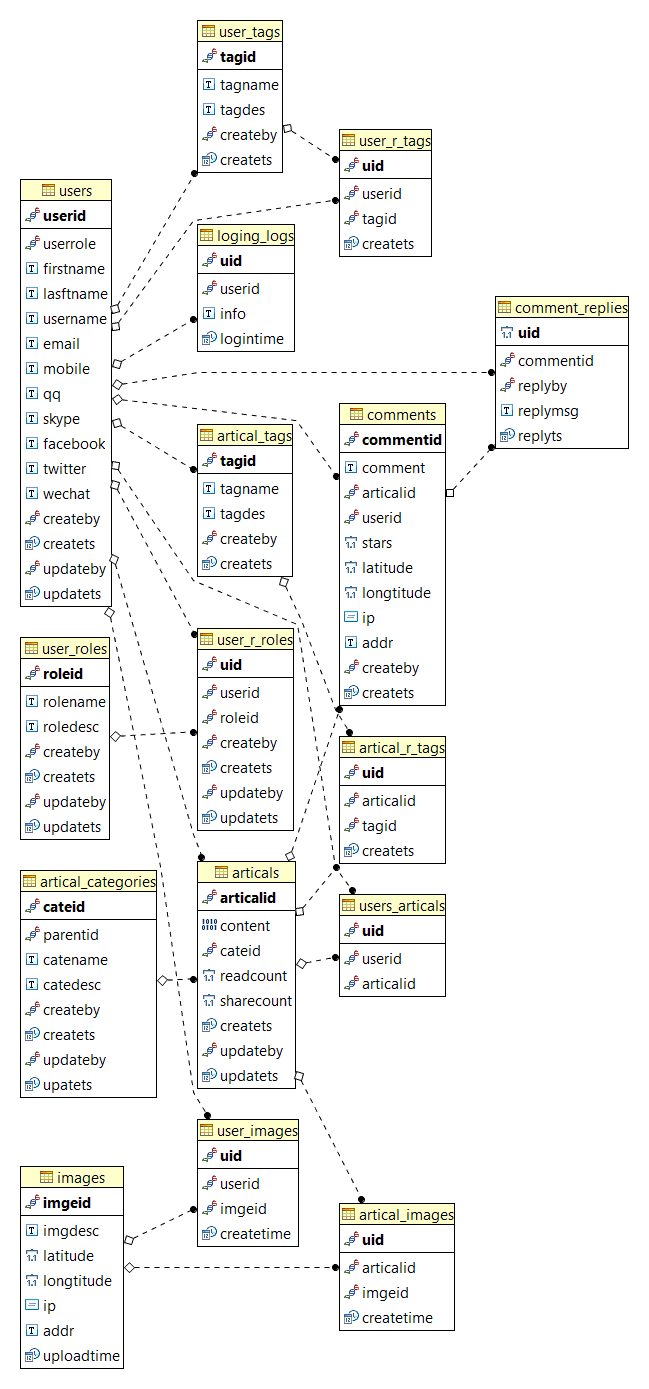 user_tags
tagid
tagname
tagdes
createby
createts
user_r_tags
uid
userid
tagid
createts
users
userid
userrole
firstname
lasftname
username
email
mobile
qq
skype
facebook
twitter
wechat
createby
createts
updateby
updatets
loging_logs
uid
userid
info
logintime
comment_replies
uid
commentid
replyby
replymsg
replyts
comments
commentid
comment
articalid
userid
stars
latitude
longtitude
ip
addr
createby
createts
artical_tags
tagid
tagname
tagdes
createby
createts
user_roles
roleid
rolename
roledesc
createby
createts
updateby
updatets
user_r_roles
uid
userid
roleid
createby
createts
updateby
updatets
artical_r_tags
uid
articalid
tagid
createts
artical_categories
cateid
parentid
catename
catedesc
createby
createts
updateby
upatets
articals
articalid
content
cateid
readcount
sharecount
createts
updateby
updatets
users_articals
uid
userid
articalid
user_images
uid
userid
imgeid
createtime
images
imgeid
imgdesc
latitude
longtitude
ip
addr
uploadtime
artical_images
uid
articalid
imgeid
createtime